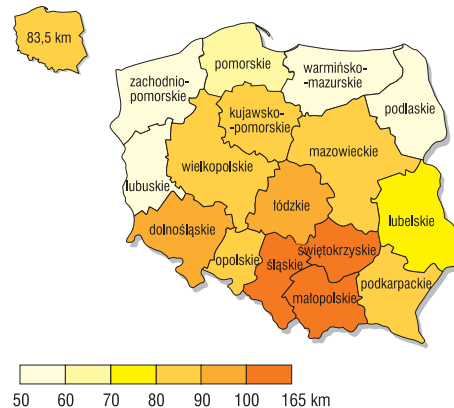 83,5 km
pomorskie
warmińsko-
mazurskie
zachodnio-
pomorskie
podlaskie
kujawsko-
-pomorskie
mazowieckie
wielkopolskie
lubuskie
łódzkie
lubelskie
dolnośląskie
świętokrzyskie
opolskie
śląskie
podkarpackie
małopolskie
50 60 70 80 90 100 165 km